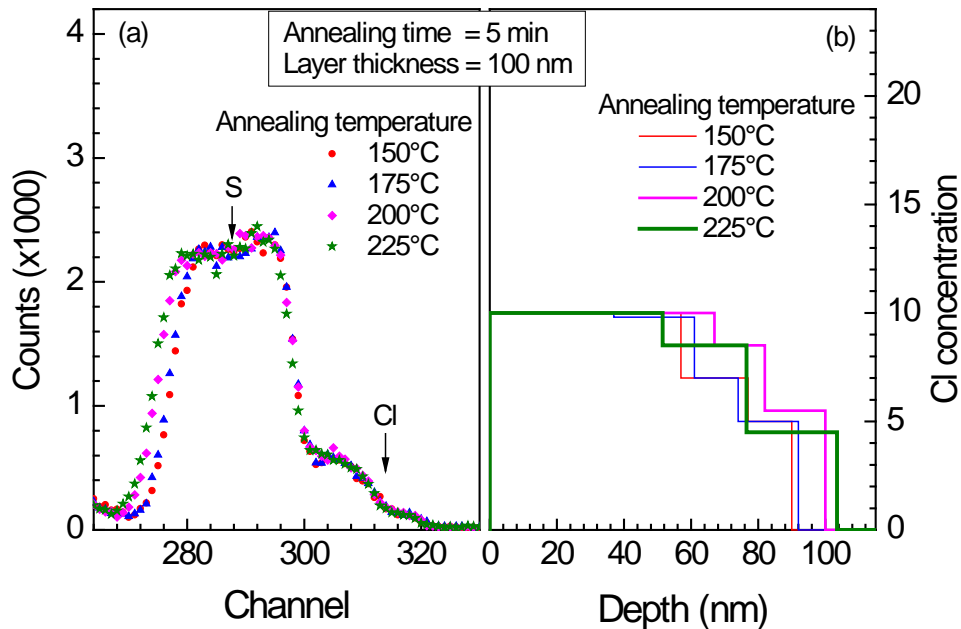 (a)
Annealing time = 5 min
Layer thickness = 100 nm
(b)
Annealing temperature
150°C
175°C
200°C
225°C
S
Cl
Counts (x1000)
4
3
2
1
0
280
300
320
Channel
Annealing temperature
150°C
175°C
200°C
225°C
Cl concentration
20
15
10
5
0
0
20
40
60
80
100
Depth (nm)